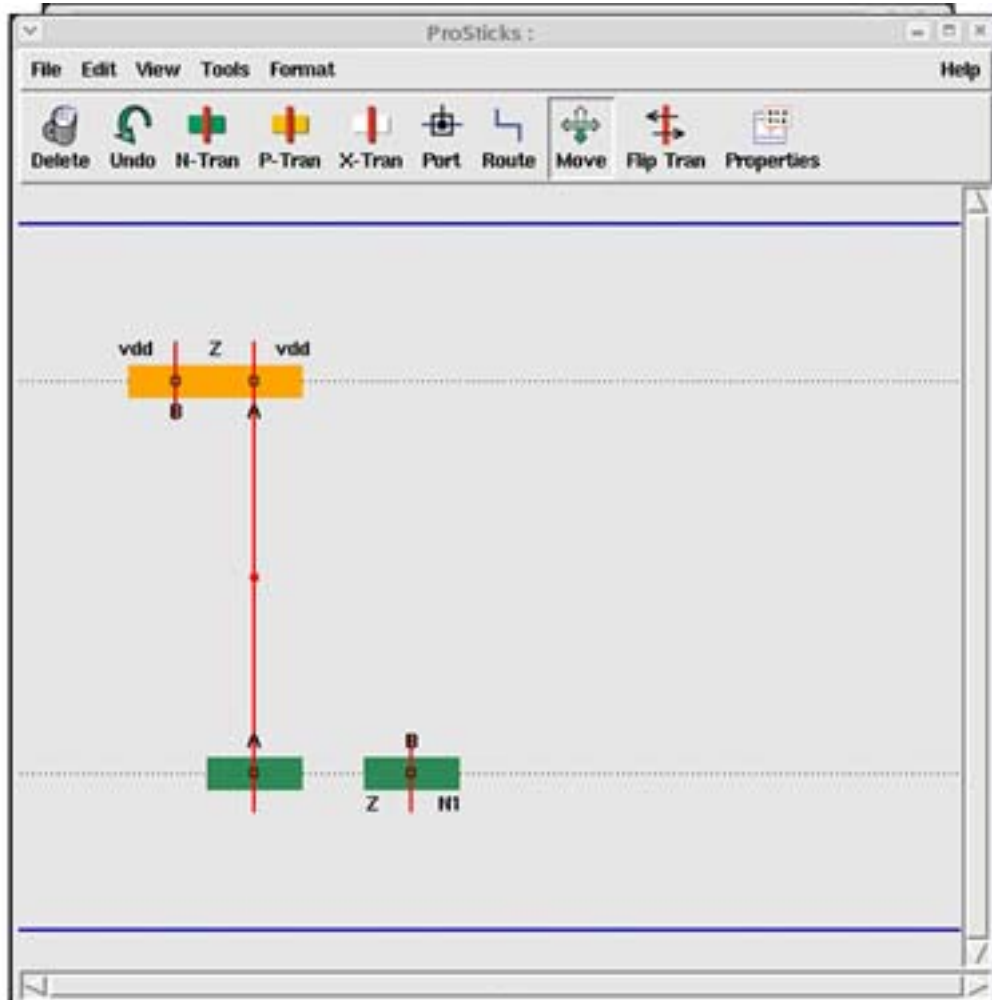 ProSticks :
File Edit View Tools Format Help
Delete Undo N-Tran P-Tran X-Tran Port Route Move Flip Tran Properties
vdd Z vdd
B A
A B
Z N1